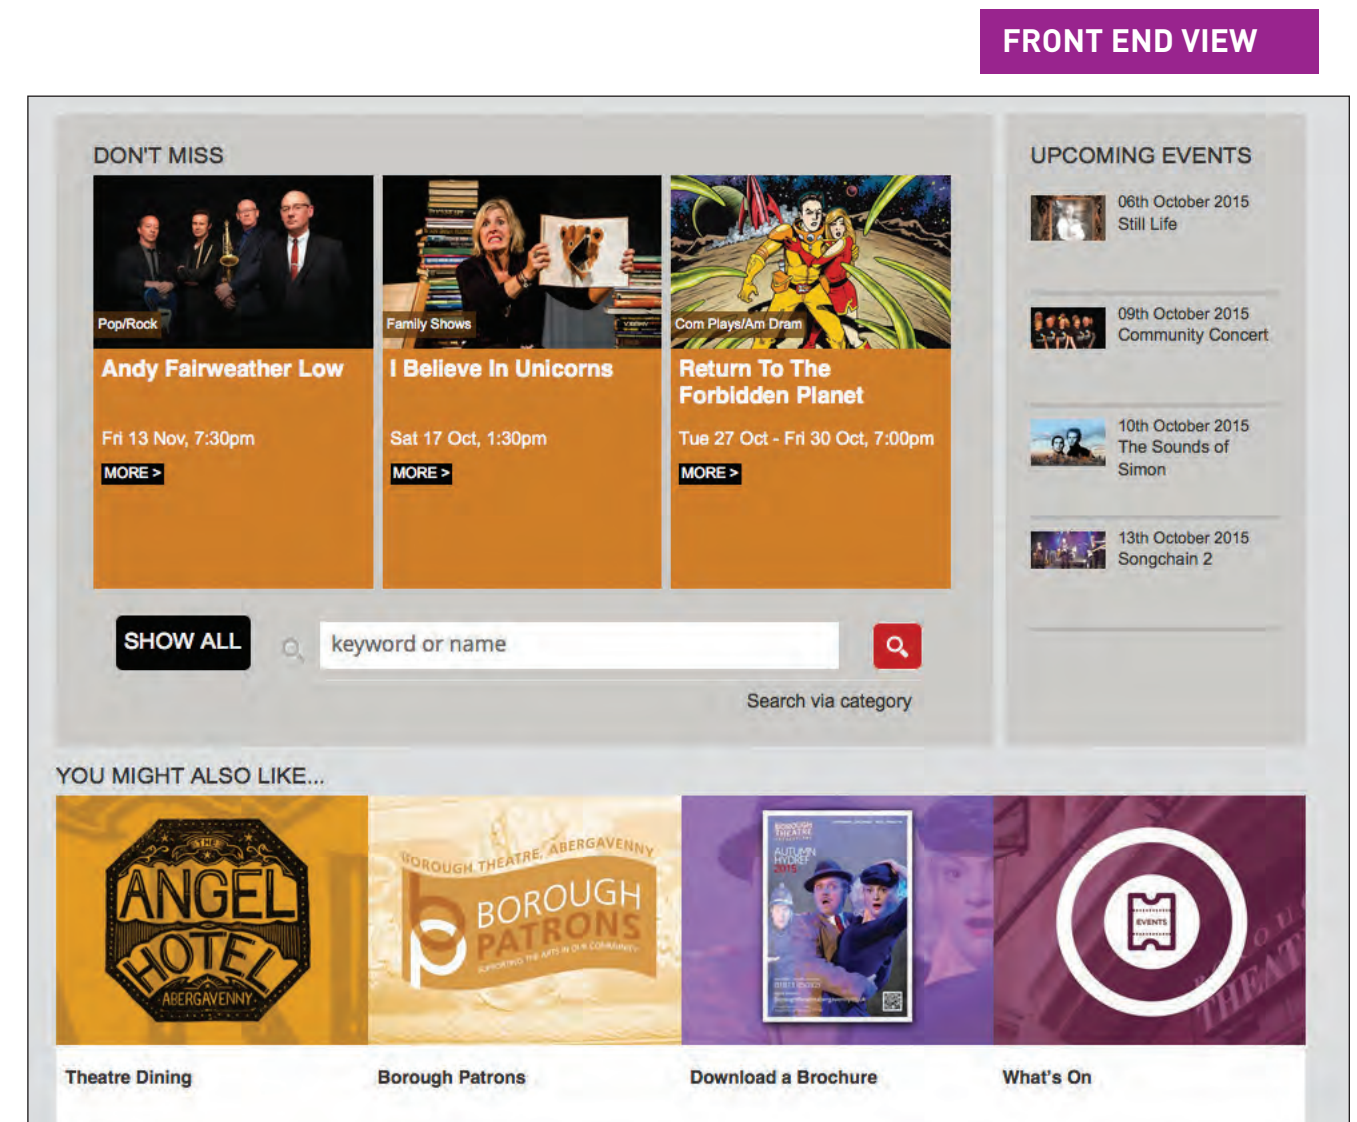 FRONT END VIEW
DON'T MISS
Pop/Rock
Andy Fairweather Low
Fri 13 Nov, 7:30pm
MORE >
Family Shows
I Believe In Unicorns
Sat 17 Oct, 1:30pm
MORE >
Com Plays/Am Dram
Return To The
Forbidden Planet
Tue 27 Oct - Fri 30 Oct, 7:00pm
MORE >
SHOW ALL
keyword or name
Search via category
UPCOMING EVENTS
06th October 2015
Still Life
09th October 2015
Community Concert
10th October 2015
The Sounds of
Simon
13th October 2015
Songchain 2
YOU MIGHT ALSO LIKE...
THE
ANGEL
HOTEL
ABERGAVENNY
BOROUGH THEATRE, ABERGAVENNY
bp
BOROUGH
PATRONS
SUPPORTING THE ARTS IN OUR COMMUNITY
BOROUGH
THEATRE
AUTUMN
HYDREF
2015
EVENTS
THEAT
Theatre Dining
Borough Patrons
Download a Brochure
What's On